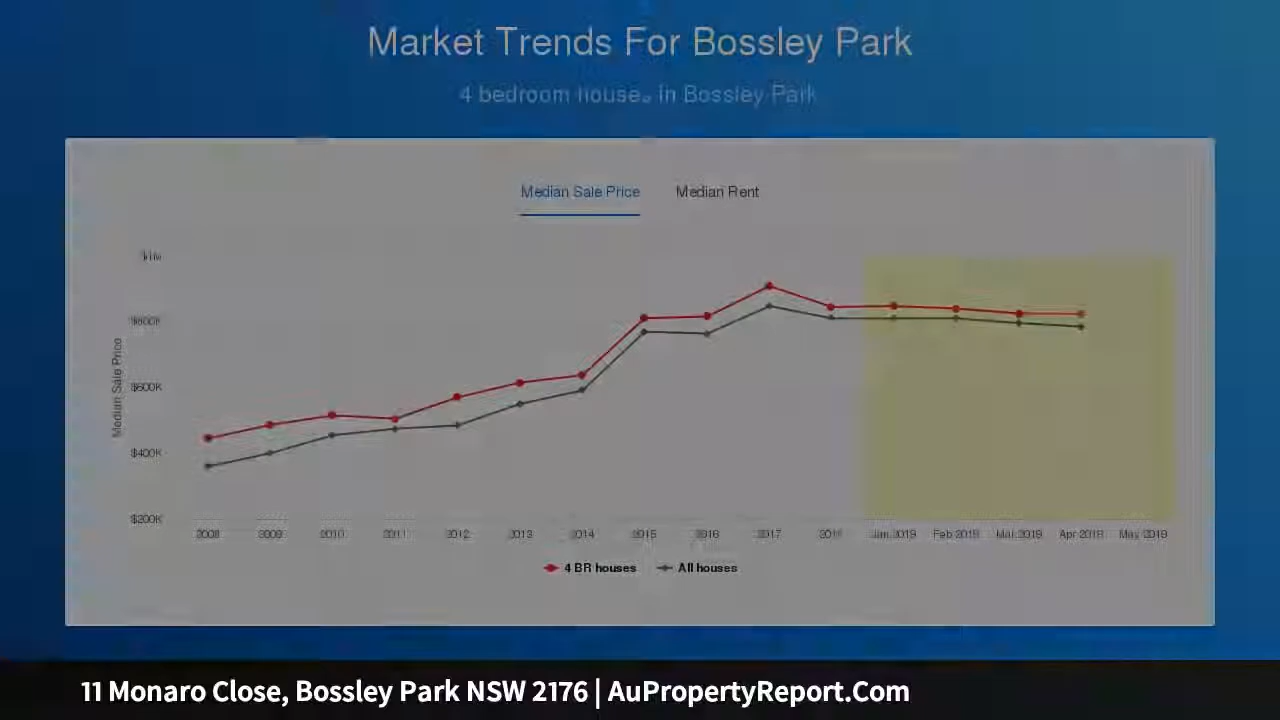 Market Trends For Bossley Park
4 bedroom houses in Bossley Park
Median Sale Price Median Rent
$1M
$800K
$600K
$400K
$200K
Median Sale Price
2008 2009 2010 2011 2012 2013 2014 2015 2016 2017 2018 Jan 2019 Feb 2019 Mar 2019 Apr 2019 May 2019
4 BR houses All houses
11 Monaro Close, Bossley Park NSW 2176 | AuPropertyReport.Com